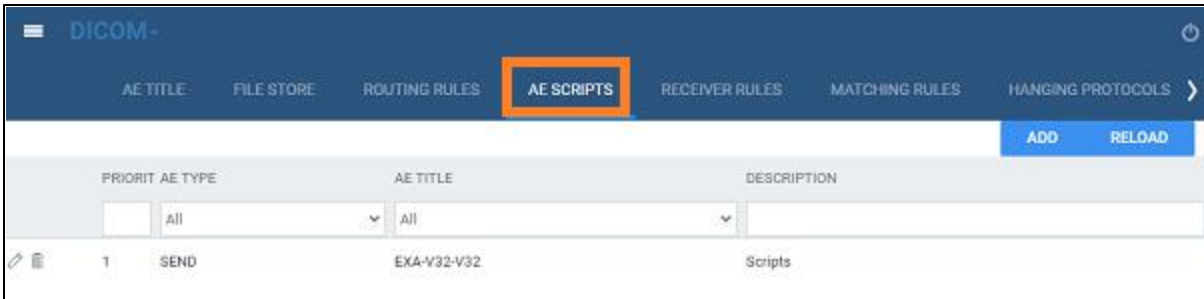 DICOM
AE TITLE FILE STORE ROUTING RULES AE SCRIPTS RECEIVER RULES MATCHING RULES HANGING PROTOCOLS
ADD RELOAD
PRIORIT AE TYPE AE TITLE DESCRIPTION
All All
1 SEND EXA-V32-V32 Scripts